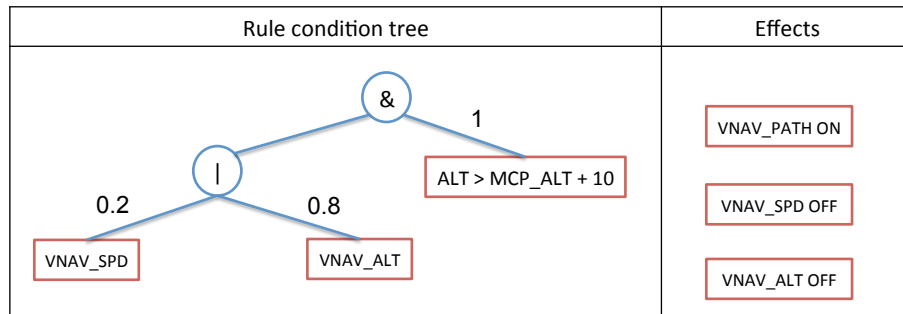 Rule condition tree
Effects
&
1
VNAV_PATH ON
|
ALT > MCP_ALT + 10
0.2
0.8
VNAV_SPD OFF
VNAV_SPD
VNAV_ALT
VNAV_ALT OFF